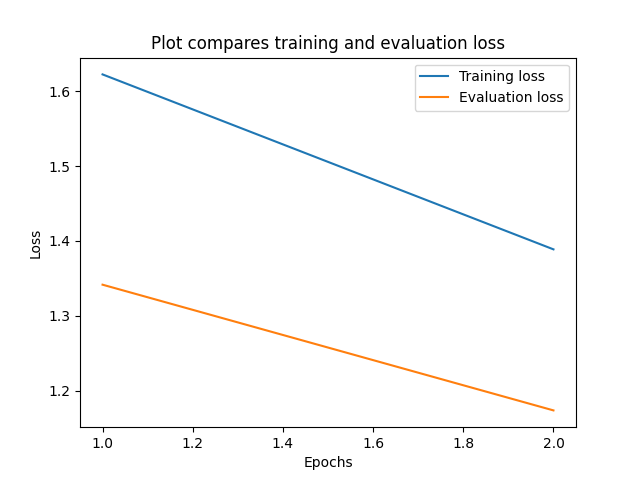 Plot compares training and evaluation loss
Training loss
Evaluation loss
1.6
1.5
1.4
1.3
1.2
Loss
1.0 1.2 1.4 1.6 1.8 2.0
Epochs